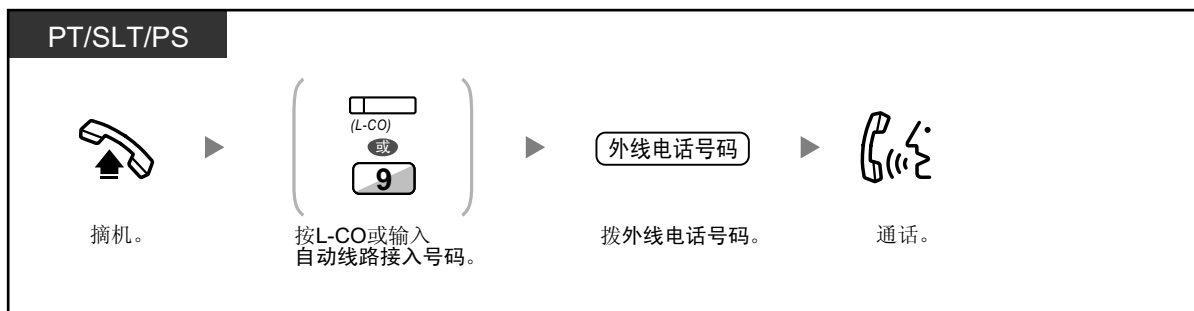 PT/SLT/PS
(L-CO)
或
9
外线电话号码
摘机。
按L-CO或输入
自动线路接入号码。
拨外线电话号码。
通话。